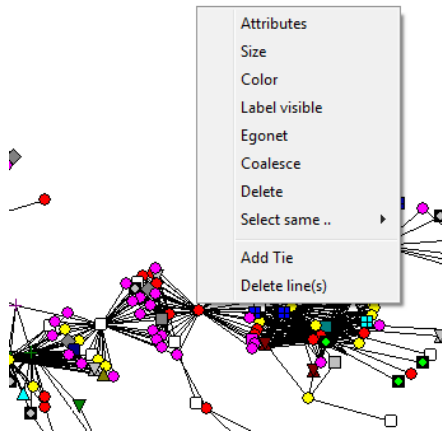 Attributes
Size
Color
Label visible
Egonet
Coalesce
Delete
Select same ..
Add Tie
Delete line(s)